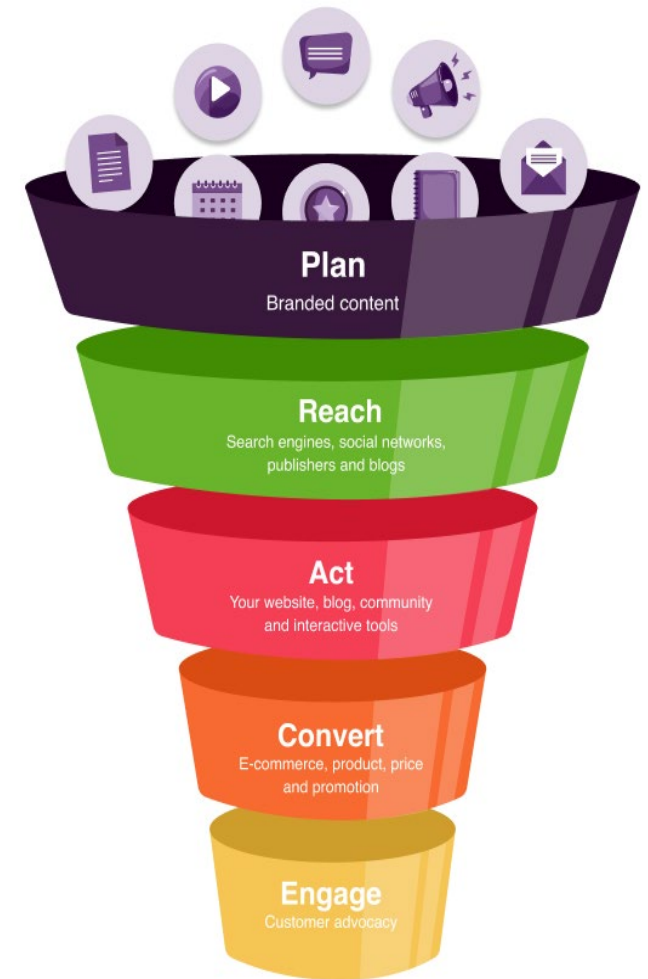 Plan
Branded content
Reach
Search engines, social networks,
publishers and blogs
Act
Your website, blog, community
and interactive tools
Convert
E-commerce, product, price
and promotion
Engage
Customer advocacy